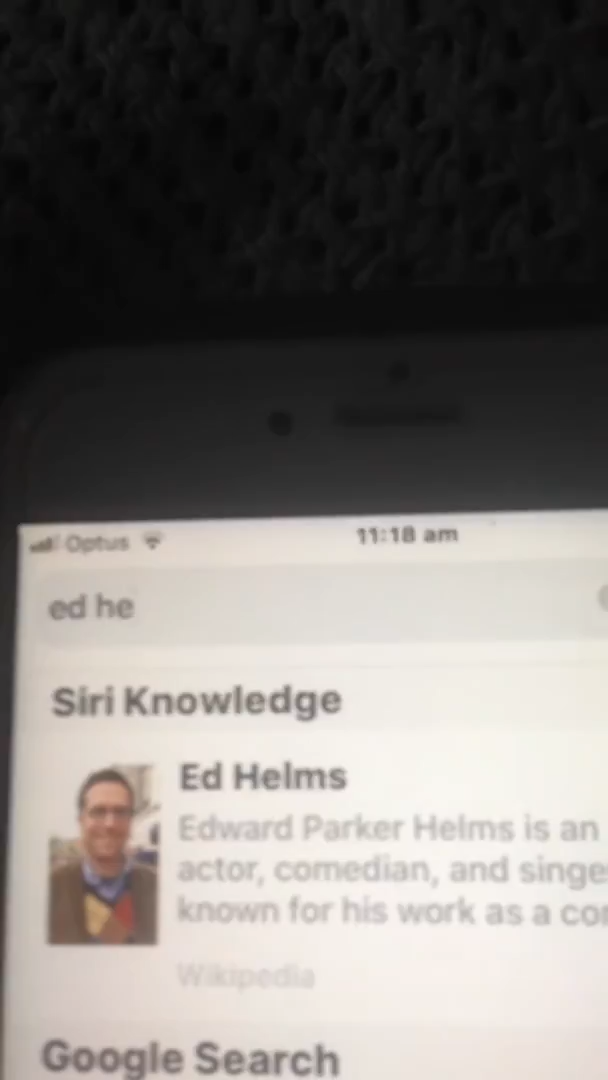 Optus 11:18 am
ed he
Siri Knowledge
Ed Helms
Edward Parker Helms is an
actor, comedian, and singe
known for his work as a co
Wikipedia
Google Search